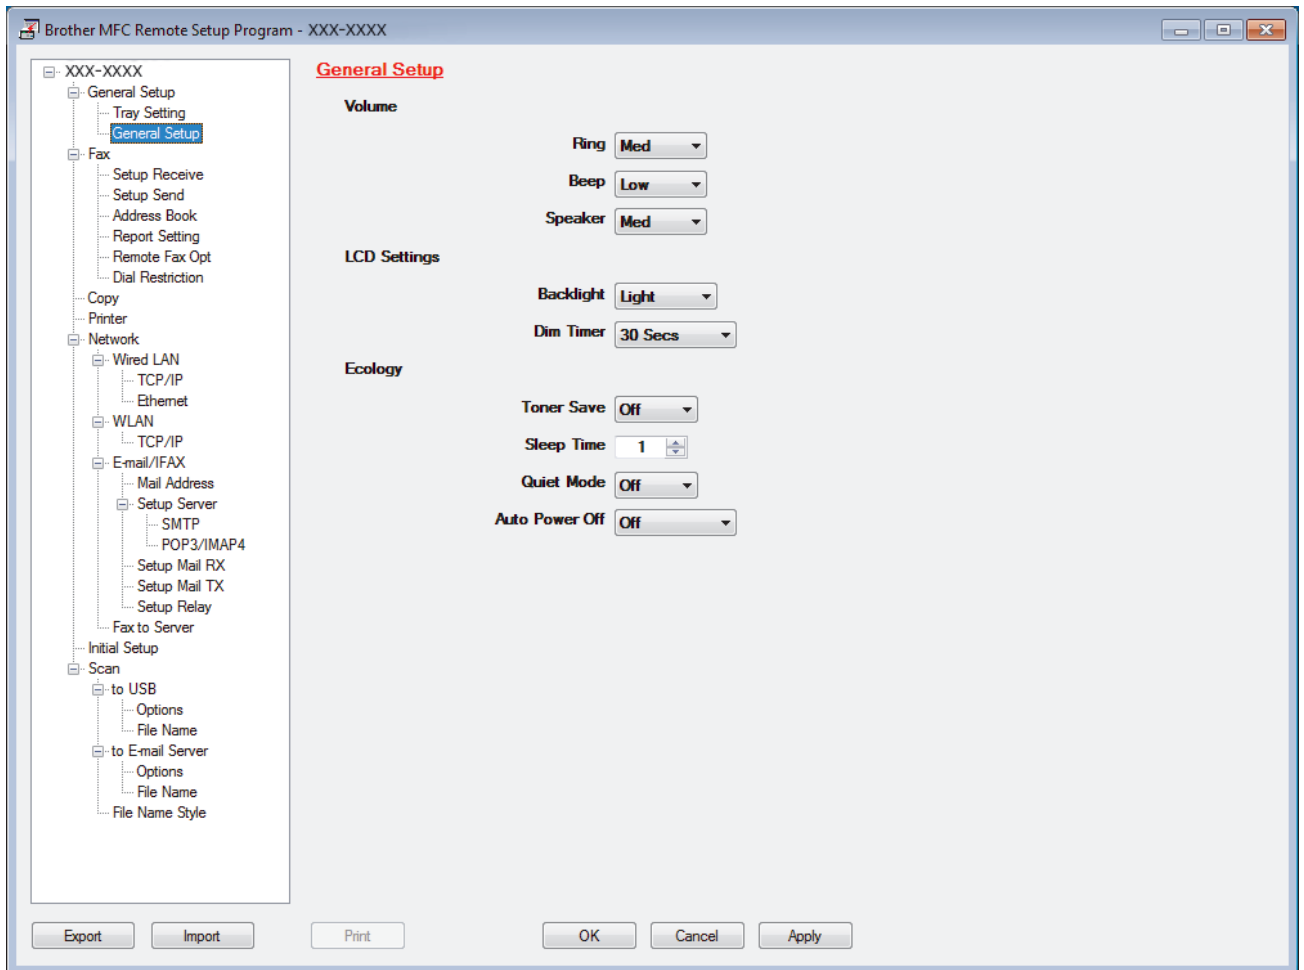 Brother MFC Remote Setup Program - XXX-XXXX
XXX-XXXX
General Setup
Tray Setting
General Setup
Fax
Setup Receive
Setup Send
Address Book
Report Setting
Remote Fax Opt
Dial Restriction
Copy
Printer
Network
Wired LAN
TCP/IP
Ethernet
WLAN
TCP/IP
E-mail/IFAX
Mail Address
Setup Server
SMTP
POP3/IMAP4
Setup Mail RX
Setup Mail TX
Setup Relay
Fax to Server
Initial Setup
Scan
to USB
Options
File Name
to E-mail Server
Options
File Name
File Name Style
General Setup
Volume
Ring Med
Beep Low
Speaker Med
LCD Settings
Backlight Light
Dim Timer 30 Secs
Ecology
Toner Save Off
Sleep Time 1
Quiet Mode Off
Auto Power Off Off
Export Import Print OK Cancel Apply